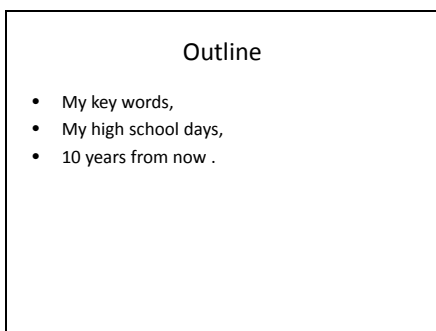 Outline
• My key words,
• My high school days,
• 10 years from now .